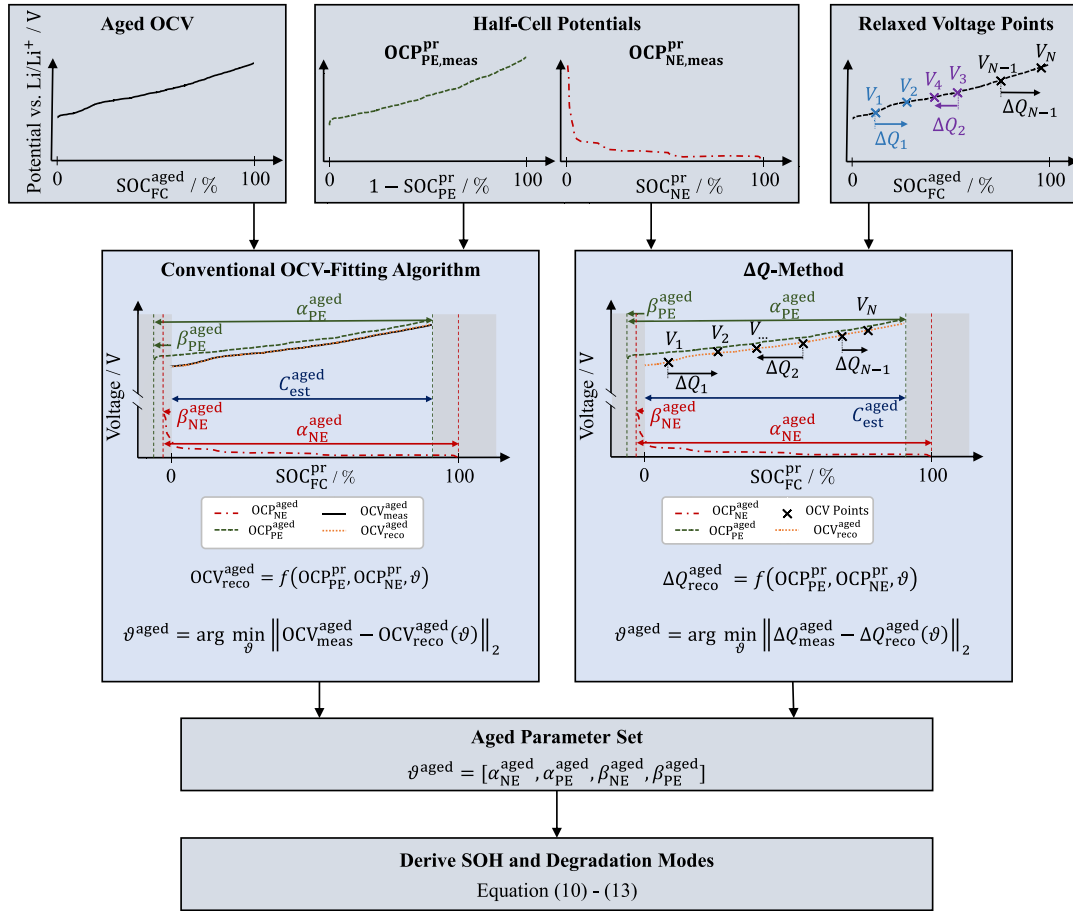 Aged OCV
Potential vs. Li/Li⁺ / V
0
100
SOC_FC^aged / %
Half-Cell Potentials
OCP_PE,meas^pr
OCP_NE,meas^pr
0
100
1 − SOC_PE^pr / %
0
100
SOC_NE^pr / %
Relaxed Voltage Points
V_1
V_2
V_4
V_3
V_{N−1}
V_N
ΔQ_1
ΔQ_2
ΔQ_{N−1}
0
100
SOC_FC^aged / %
Conventional OCV-Fitting Algorithm
Voltage / V
α_PE^aged
β_PE^aged
C_est^aged
β_NE^aged
α_NE^aged
0
100
SOC_FC^pr / %
OCP_NE^aged
OCV_meas^aged
OCP_PE^aged
OCV_reco^aged
OCV_reco^aged = f(OCP_PE^pr, OCP_NE^pr, ϑ)
ϑ^aged = arg min_ϑ ‖OCV_meas^aged − OCV_reco^aged(ϑ)‖_2
ΔQ-Method
Voltage / V
β_PE^aged
α_PE^aged
V_1
V_2
V_...
V_N
ΔQ_1
ΔQ_2
ΔQ_{N−1}
β_NE^aged
C_est^aged
α_NE^aged
0
100
SOC_FC^pr / %
OCP_NE^aged
OCV Points
OCP_PE^aged
OCV_reco^aged
ΔQ_reco^aged = f(OCP_PE^pr, OCP_NE^pr, ϑ)
ϑ^aged = arg min_ϑ ‖ΔQ_meas^aged − ΔQ_reco^aged(ϑ)‖_2
Aged Parameter Set
ϑ^aged = [α_NE^aged, α_PE^aged, β_NE^aged, β_PE^aged]
Derive SOH and Degradation Modes
Equation (10) - (13)